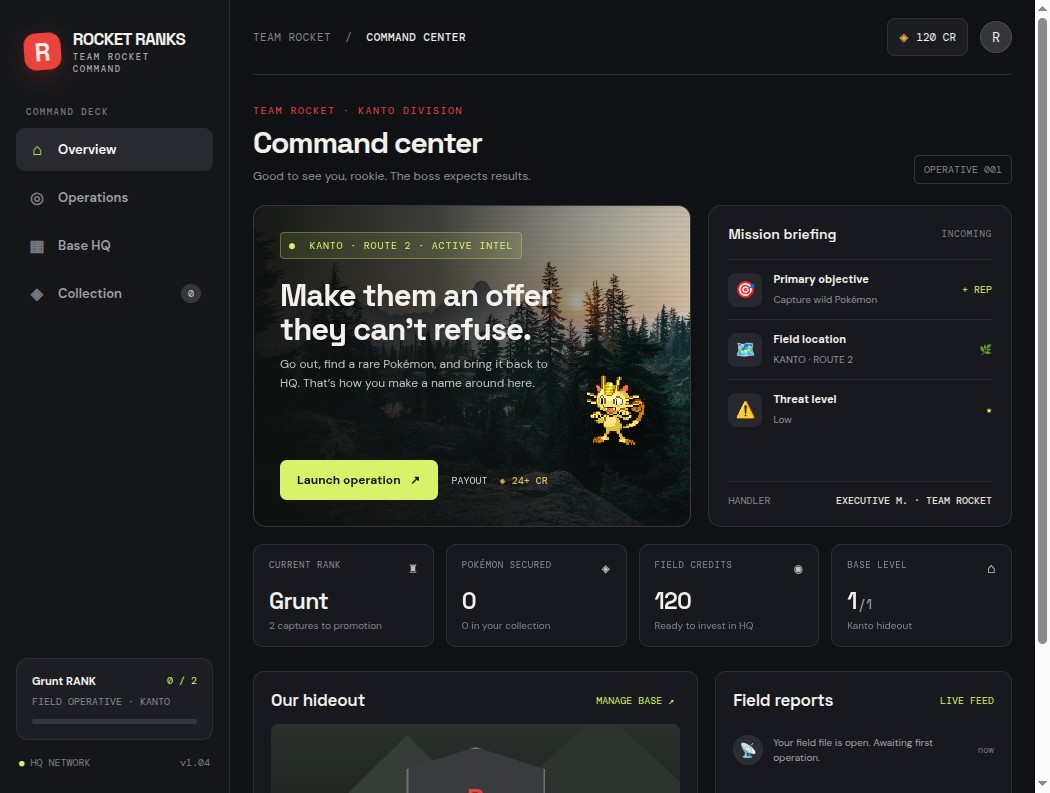 R
ROCKET RANKS
TEAM ROCKET
COMMAND
COMMAND DECK
Overview
Operations
Base HQ
Collection
0
Grunt RANK
0 / 2
FIELD OPERATIVE · KANTO
HQ NETWORK
v1.04
TEAM ROCKET / COMMAND CENTER
120 CR
R
TEAM ROCKET · KANTO DIVISION
Command center
Good to see you, rookie. The boss expects results.
OPERATIVE 001
KANTO · ROUTE 2 · ACTIVE INTEL
Make them an offer
they can’t refuse.
Go out, find a rare Pokémon, and bring it back to
HQ. That’s how you make a name around here.
Launch operation ↗
PAYOUT
24+ CR
Mission briefing
INCOMING
Primary objective
Capture wild Pokémon
+ REP
Field location
KANTO · ROUTE 2
Threat level
Low
HANDLER
EXECUTIVE M. · TEAM ROCKET
CURRENT RANK
Grunt
2 captures to promotion
POKÉMON SECURED
0
0 in your collection
FIELD CREDITS
120
Ready to invest in HQ
BASE LEVEL
1/1
Kanto hideout
Our hideout
MANAGE BASE ↗
Field reports
LIVE FEED
Your field file is open. Awaiting first
operation.
now